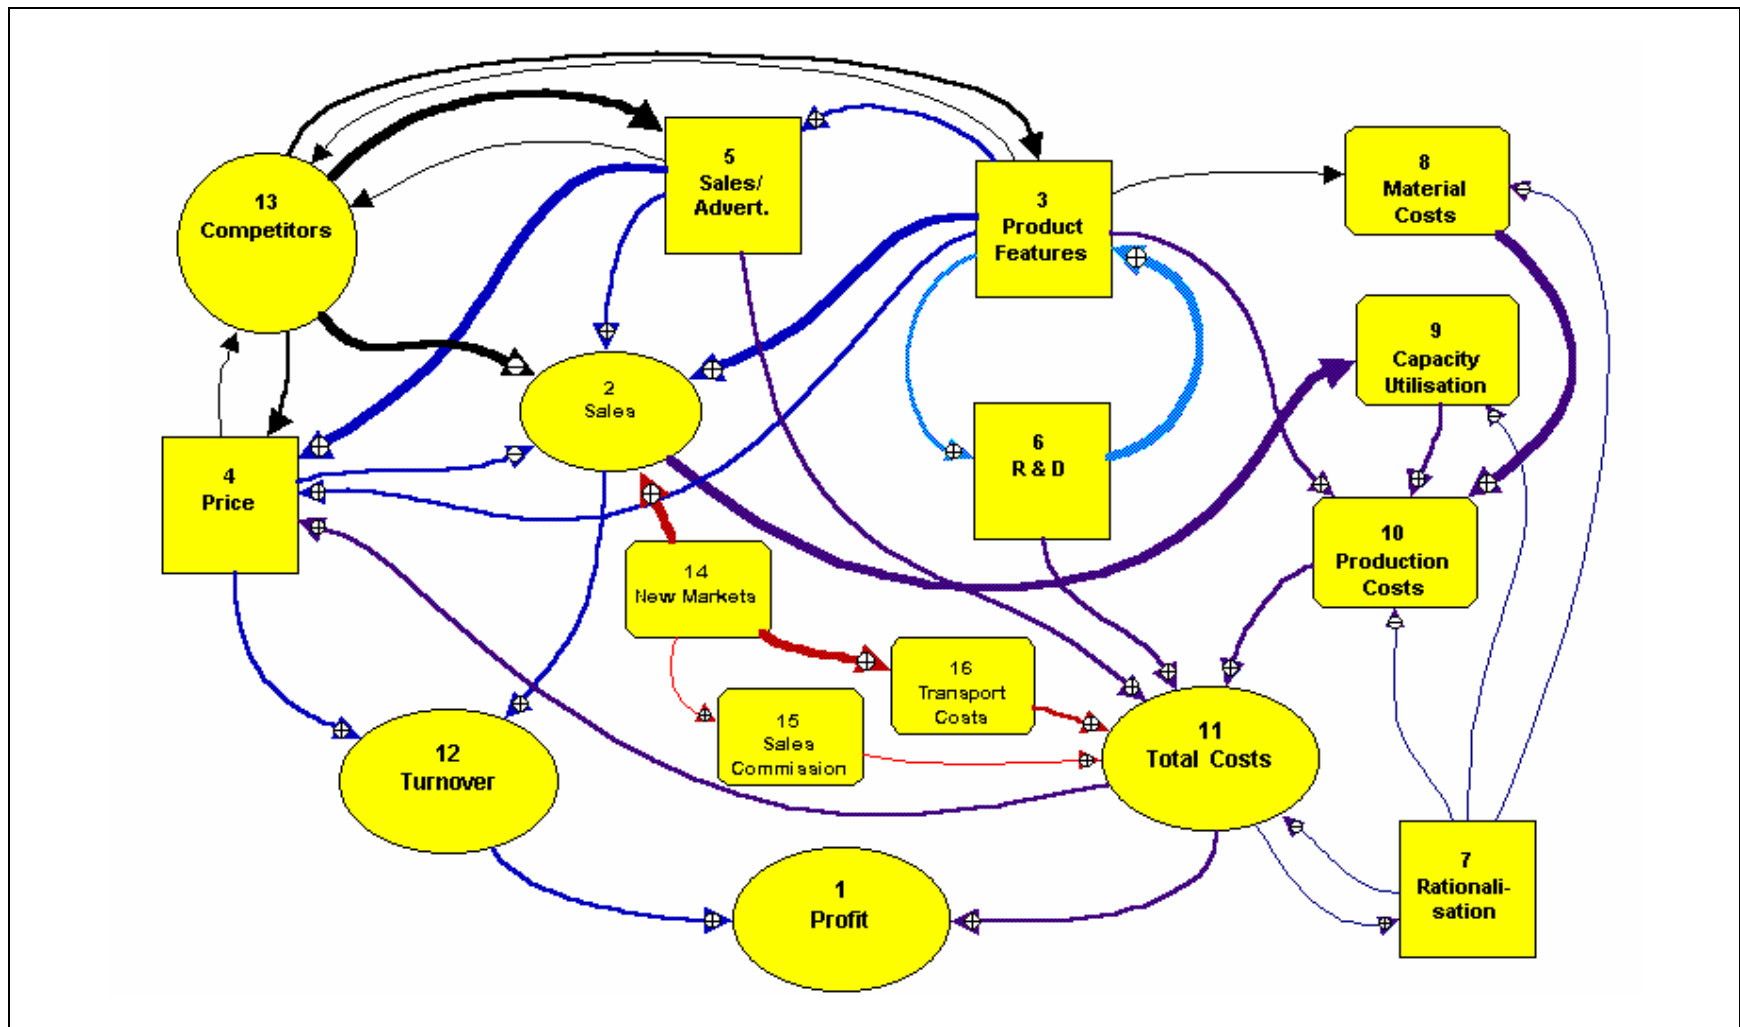 5
Sales/
Advert.
3
Product
Features
8
Material
Costs
13
Competitors
9
Capacity
Utilisation
2
Sales
6
R & D
4
Price
10
Production
Costs
14
New Markets
16
Transport
Costs
15
Sales
Commission
11
Total Costs
12
Turnover
1
Profit
7
Rationali-
sation